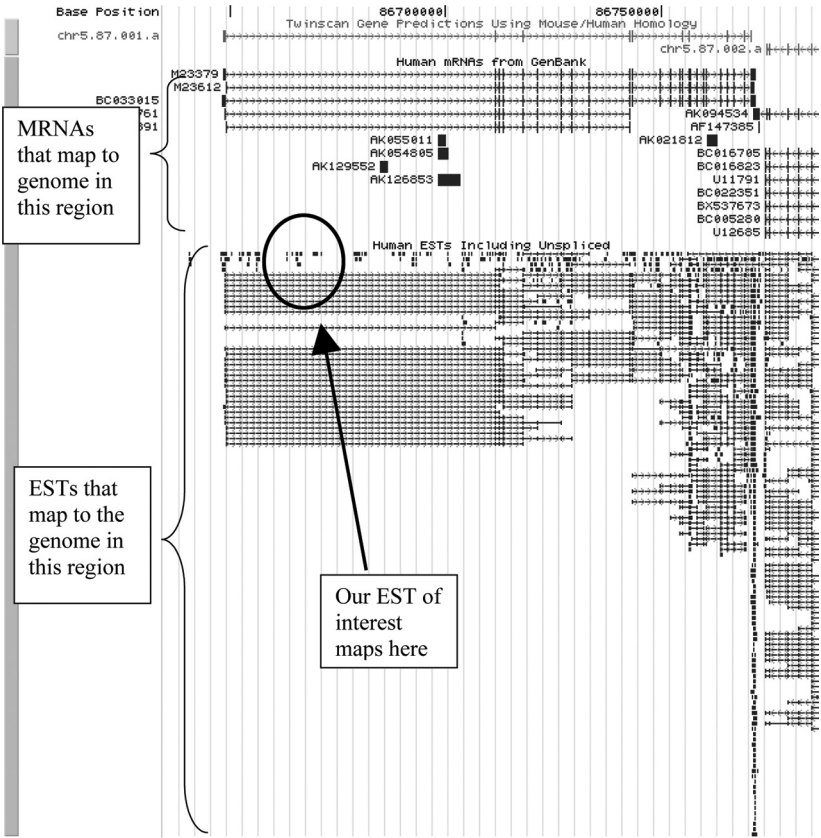 Base Position
86700000
86750000
Twinscan Gene Predictions Using Mouse/Human Homology
chr5.87.001.a
chr5.87.002.a
Human mRNAs from GenBank
M23379
M23612
BC033015
761
AK094534
391
AF147385
AK055011
AK021812
AK054805
BC016705
AK129552
BC016823
AK126853
U11791
BC022351
BX537673
BC005280
U12685
MRNAs
that map to
genome in
this region
Human ESTs Including Unspliced
ESTs that
map to the
genome in
this region
Our EST of
interest
maps here